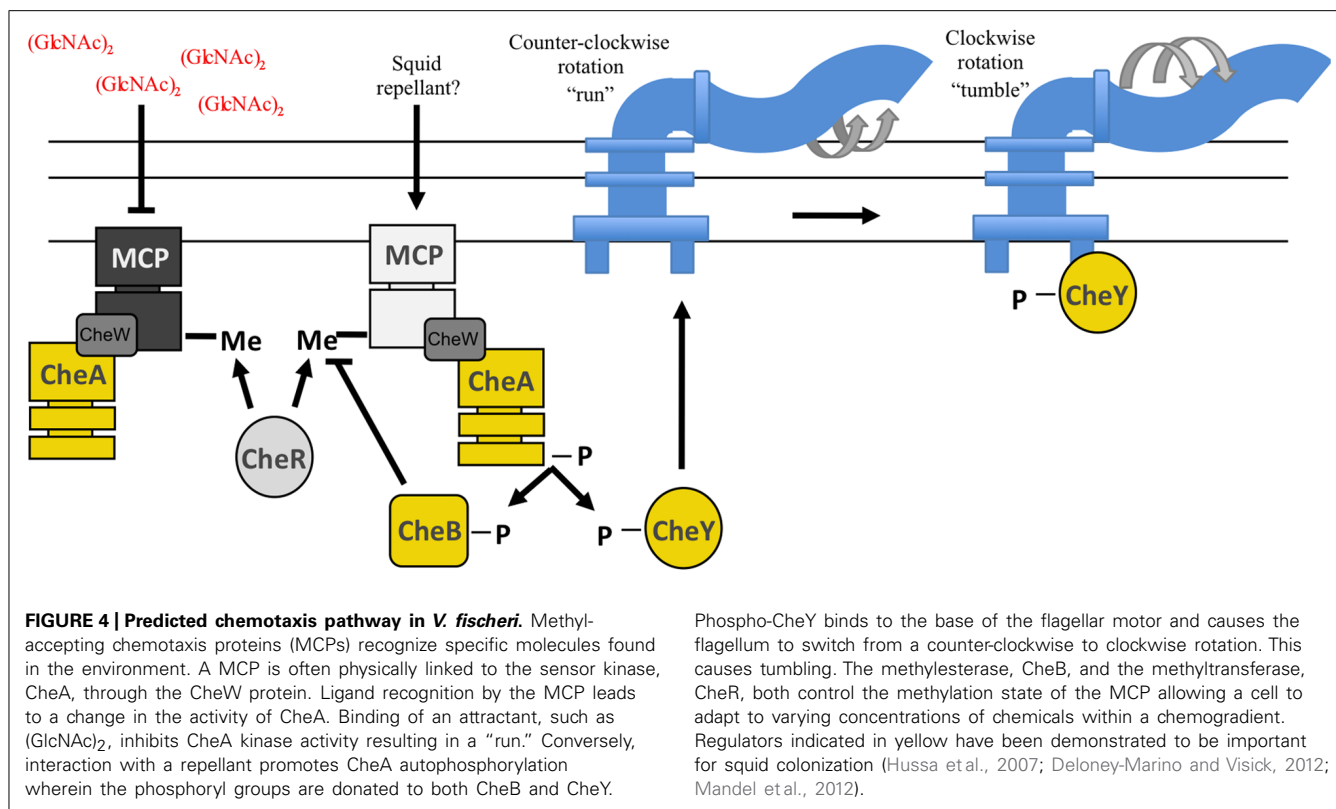 (GlcNAc)2
(GlcNAc)2
(GlcNAc)2
(GlcNAc)2
Squid
repellant?
Counter-clockwise
rotation
"run"
Clockwise
rotation
"tumble"
MCP
MCP
CheW
Me
Me
CheW
CheA
CheA
P
CheY
CheR
P
CheB
P
P
CheY
FIGURE 4 | Predicted chemotaxis pathway in V. fischeri. Methyl-
accepting chemotaxis proteins (MCPs) recognize specific molecules found
in the environment. A MCP is often physically linked to the sensor kinase,
CheA, through the CheW protein. Ligand recognition by the MCP leads
to a change in the activity of CheA. Binding of an attractant, such as
(GlcNAc)2, inhibits CheA kinase activity resulting in a “run.” Conversely,
interaction with a repellant promotes CheA autophosphorylation
wherein the phosphoryl groups are donated to both CheB and CheY.
Phospho-CheY binds to the base of the flagellar motor and causes the
flagellum to switch from a counter-clockwise to clockwise rotation. This
causes tumbling. The methylesterase, CheB, and the methyltransferase,
CheR, both control the methylation state of the MCP allowing a cell to
adapt to varying concentrations of chemicals within a chemogradient.
Regulators indicated in yellow have been demonstrated to be important
for squid colonization (Hussa et al., 2007; Deloney-Marino and Visick, 2012;
Mandel et al., 2012).